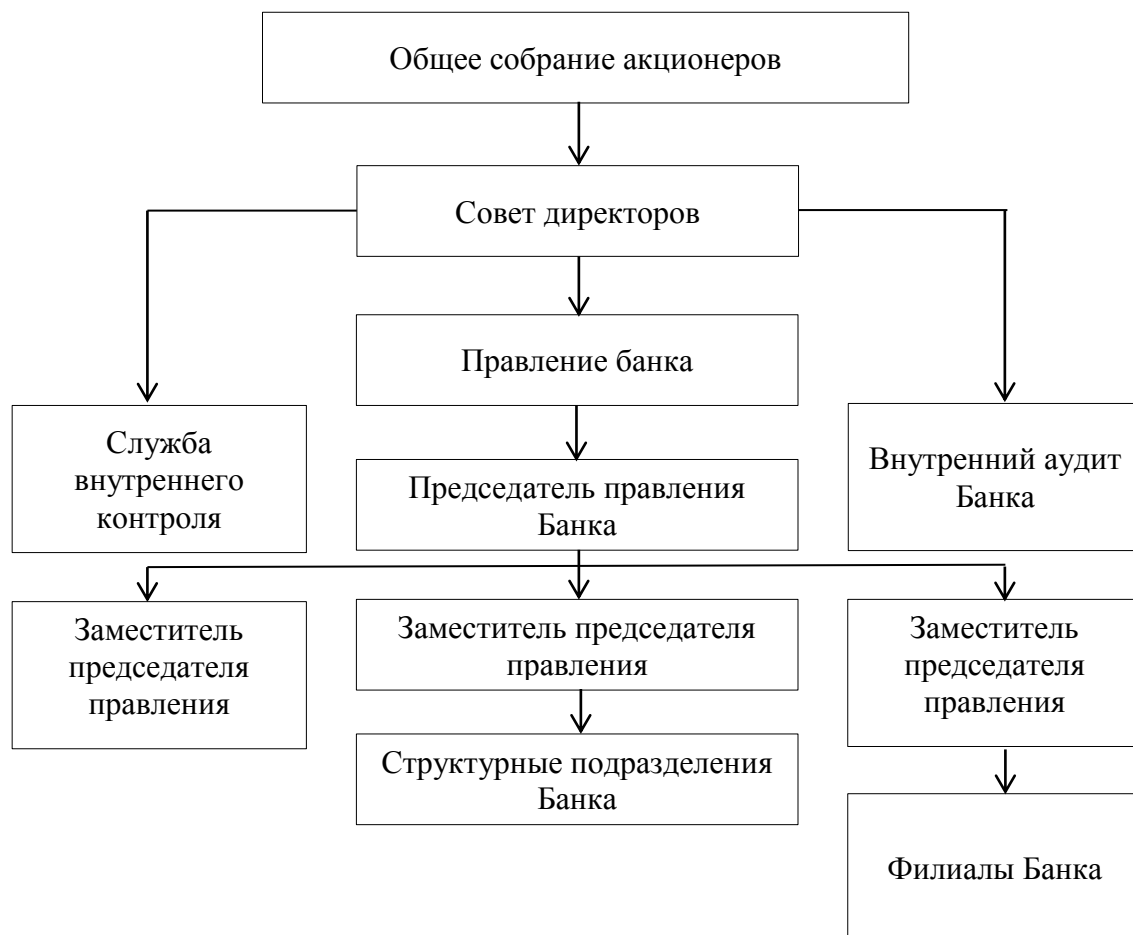 Общее собрание акционеров
Совет директоров
Правление банка
Служба
внутреннего
контроля
Председатель правления
Банка
Внутренний аудит
Банка
Заместитель
председателя
правления
Заместитель председателя
правления
Заместитель
председателя
правления
Структурные подразделения
Банка
Филиалы Банка